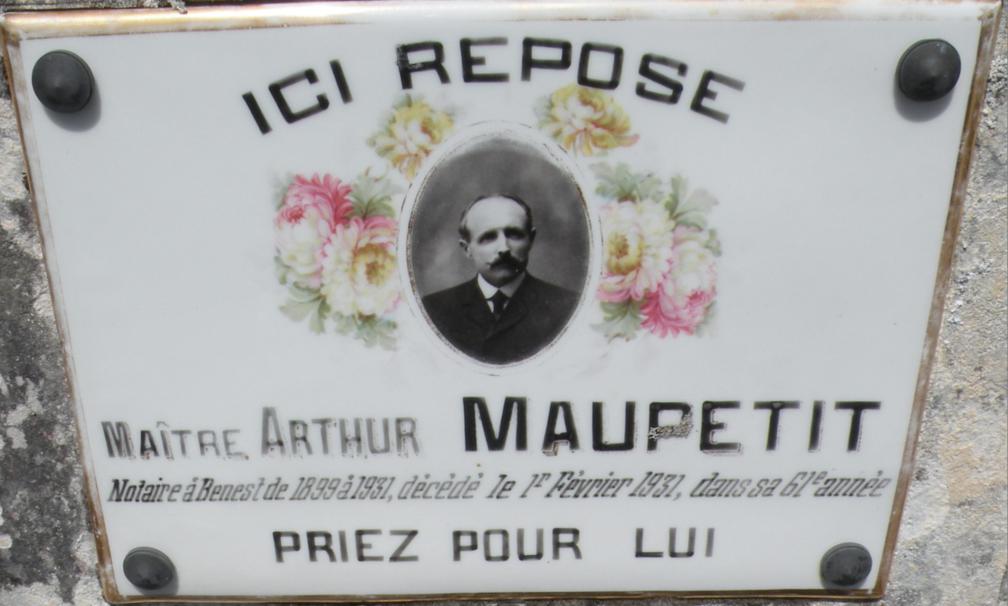 ICI REPOSE
MAÎTRE ARTHUR MAUPETIT
Notaire à Benest de 1899 à 1931, décédé le 1r Février 1931, dans sa 61e année
PRIEZ POUR LUI